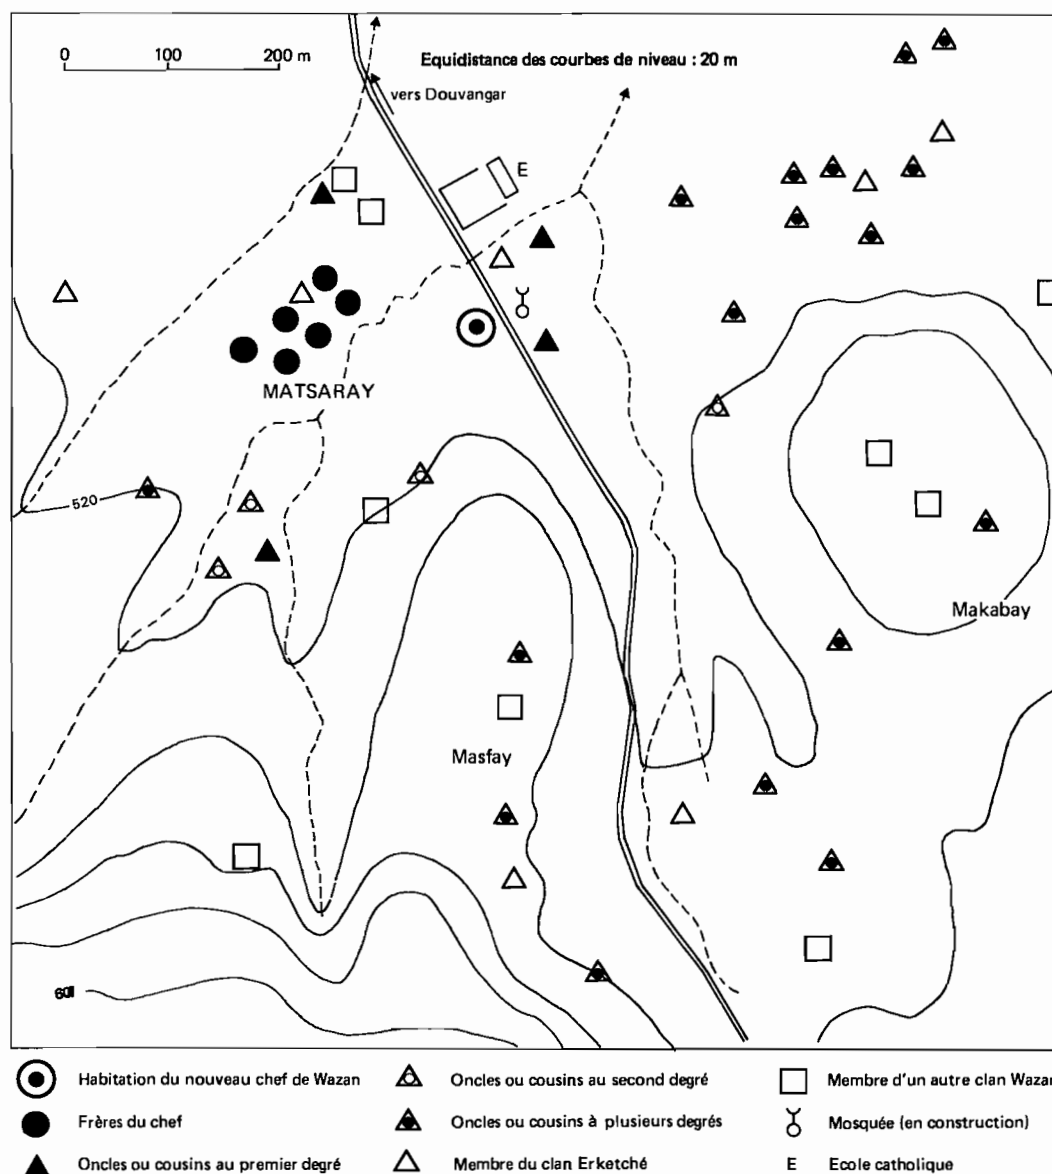 0 100 200 m
Equidistance des courbes de niveau : 20 m
vers Douvangar
E
MATSARAY
520
Makabay
Masfay
Habitation du nouveau chef de Wazan
Oncles ou cousins au second degré
Membre d'un autre clan Wazan
Frères du chef
Oncles ou cousins à plusieurs degrés
Mosquée (en construction)
Oncles ou cousins au premier degré
Membre du clan Erketché
E Ecole catholique